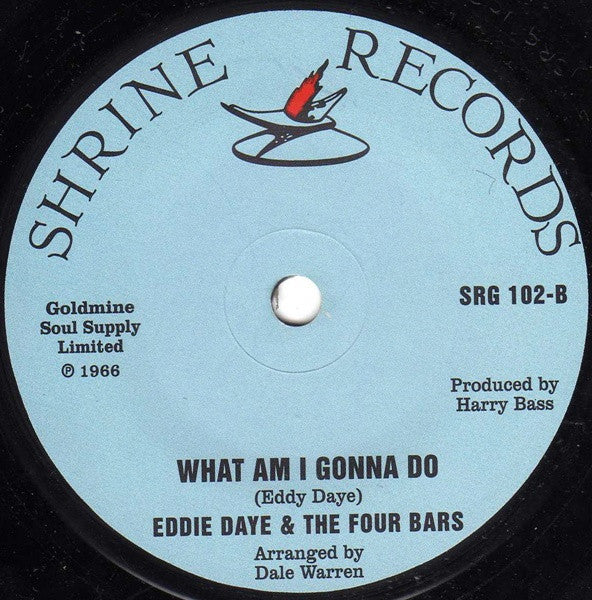 SHRINE RECORDS
SRG 102-B
Goldmine
Soul Supply
Limited
℗ 1966
Produced by
Harry Bass
WHAT AM I GONNA DO
(Eddy Daye)
EDDIE DAYE & THE FOUR BARS
Arranged by
Dale Warren